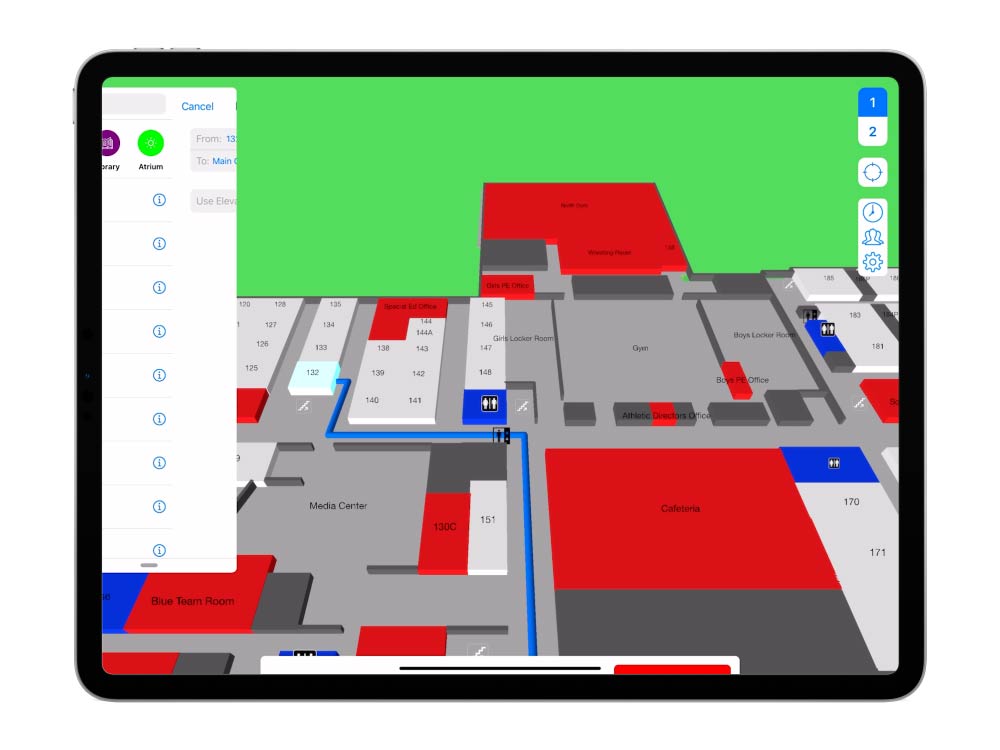 Cancel
From: 13
To: Main
Use Eleva
brary
Atrium
1
2
North Gym
Wrestling Room
Girls PE Office
Special Ed Office
120
128
135
145
185
127
134
144
146
183
126
133
144A
Girls Locker Room
Boys Locker Room
138
143
147
Gym
181
125
132
139
142
148
Boys PE Office
140
141
Athletic Directors Office
Media Center
130C
151
Cafeteria
170
171
Blue Team Room